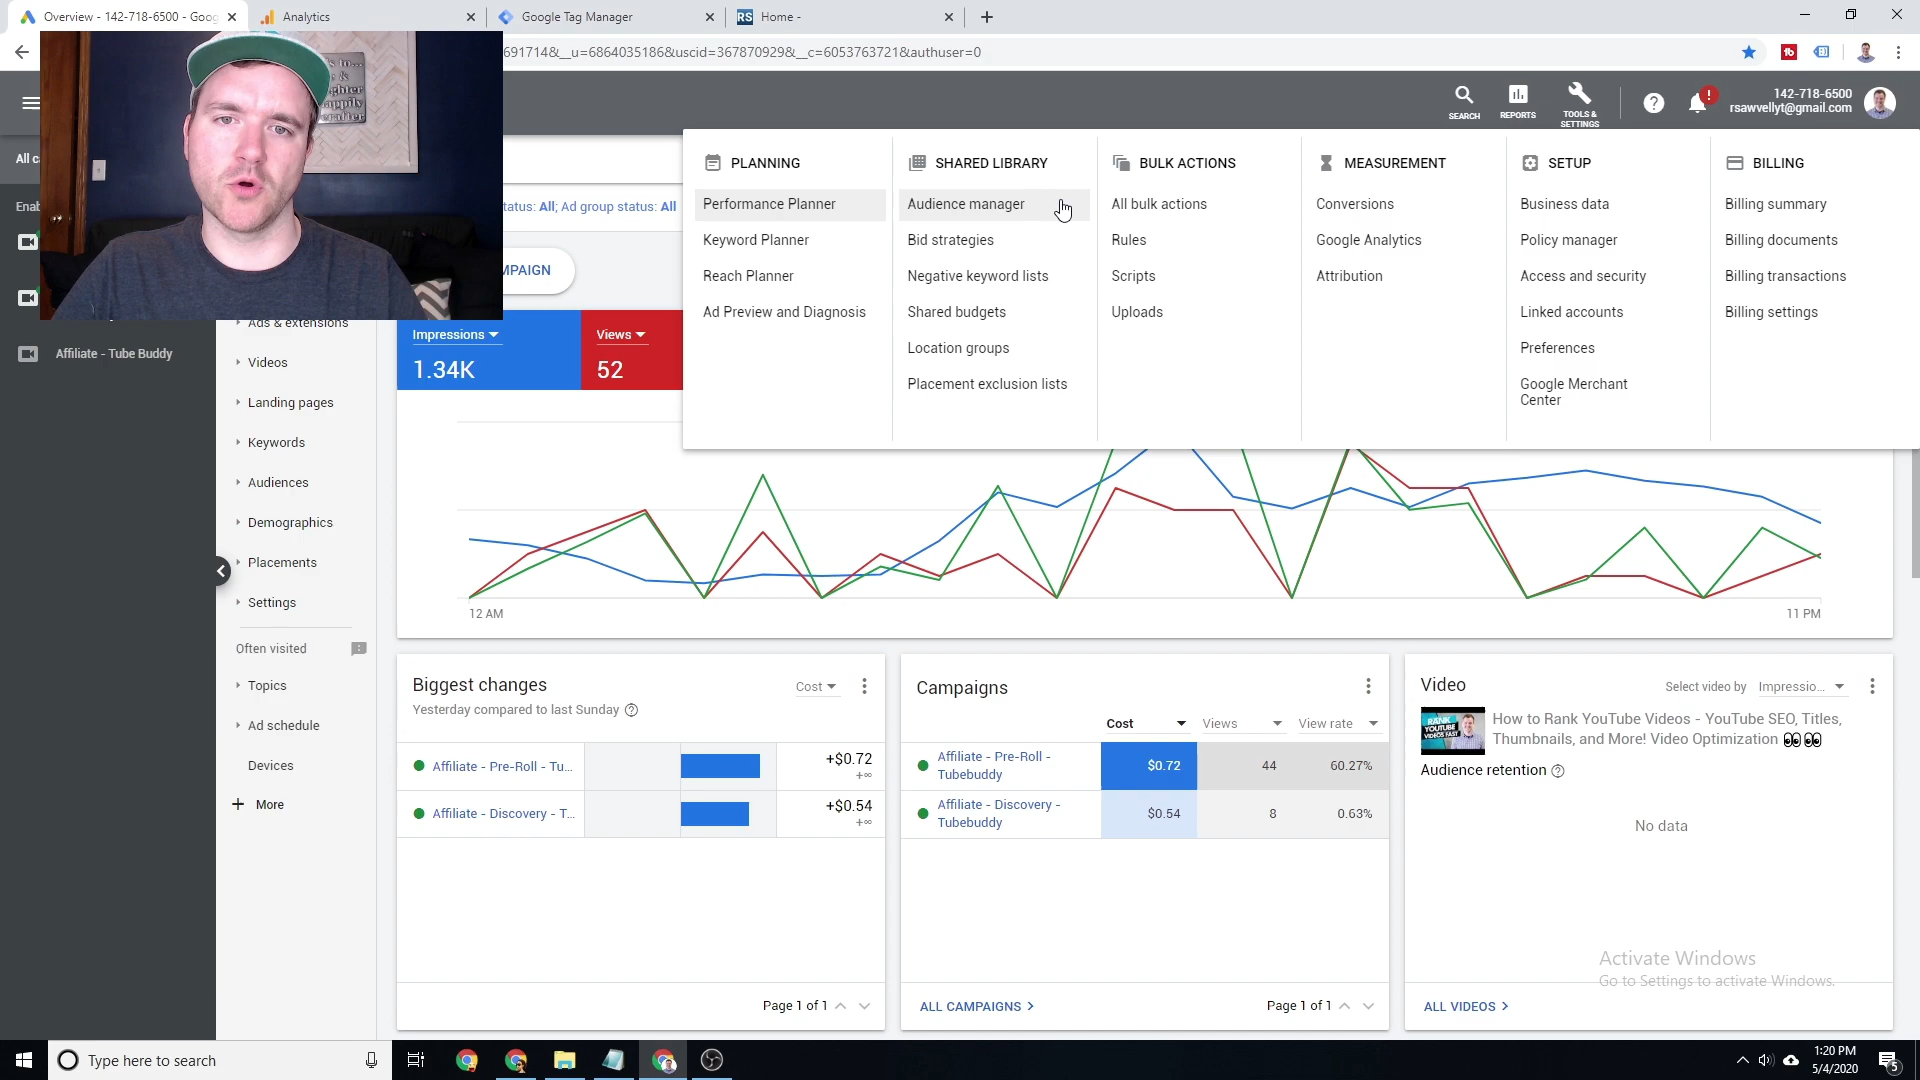 Overview - 142-718-6500 - Goog
Analytics
Google Tag Manager
RS Home -
691714&__u=6864035186&uscid=367870929&__c=6053763721&authuser=0
SEARCH
REPORTS
TOOLS &
SETTINGS
142-718-6500
rsawvellyt@gmail.com
All c
Enab
tatus: All; Ad group status: All
MPAIGN
PLANNING
Performance Planner
Keyword Planner
Reach Planner
Ad Preview and Diagnosis
SHARED LIBRARY
Audience manager
Bid strategies
Negative keyword lists
Shared budgets
Location groups
Placement exclusion lists
BULK ACTIONS
All bulk actions
Rules
Scripts
Uploads
MEASUREMENT
Conversions
Google Analytics
Attribution
SETUP
Business data
Policy manager
Access and security
Linked accounts
Preferences
Google Merchant
Center
BILLING
Billing summary
Billing documents
Billing transactions
Billing settings
Affiliate - Tube Buddy
Ads & extensions
Videos
Landing pages
Keywords
Audiences
Demographics
Placements
Settings
Often visited
Topics
Ad schedule
Devices
+ More
Impressions
1.34K
Views
52
12 AM
11 PM
Biggest changes
Cost
Yesterday compared to last Sunday
Affiliate - Pre-Roll - Tu...
+$0.72
+∞
Affiliate - Discovery - T...
+$0.54
+∞
Page 1 of 1
Campaigns
Cost
Views
View rate
Affiliate - Pre-Roll -
Tubebuddy
$0.72
44
60.27%
Affiliate - Discovery -
Tubebuddy
$0.54
8
0.63%
ALL CAMPAIGNS
Page 1 of 1
Video
Select video by
Impressio...
RANK
YOUTUBE
VIDEOS FAST
How to Rank YouTube Videos - YouTube SEO, Titles,
Thumbnails, and More! Video Optimization 👀👀
Audience retention
No data
ALL VIDEOS
Activate Windows
Go to Settings to activate Windows.
Type here to search
1:20 PM
5/4/2020
5